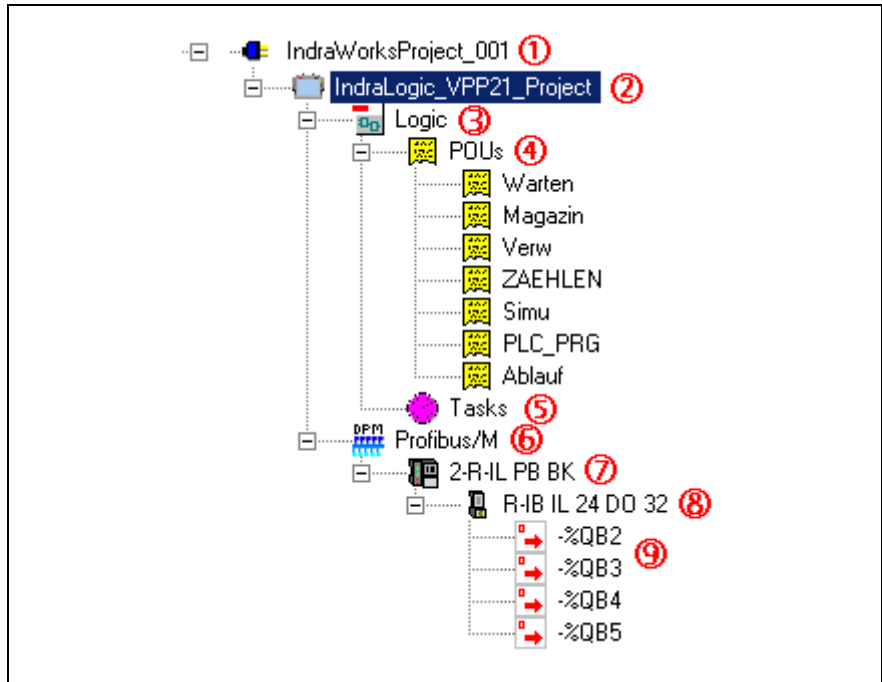 IndraWorksProject_001 ①
IndraLogic_VPP21_Project ②
Logic ③
POUs ④
Warten
Magazin
Verw
ZAEHLEN
Simu
PLC_PRG
Ablauf
Tasks ⑤
DPM
Profibus/M ⑥
2-R-IL PB BK ⑦
R-IB IL 24 DO 32 ⑧
-%QB2
-%QB3 ⑨
-%QB4
-%QB5